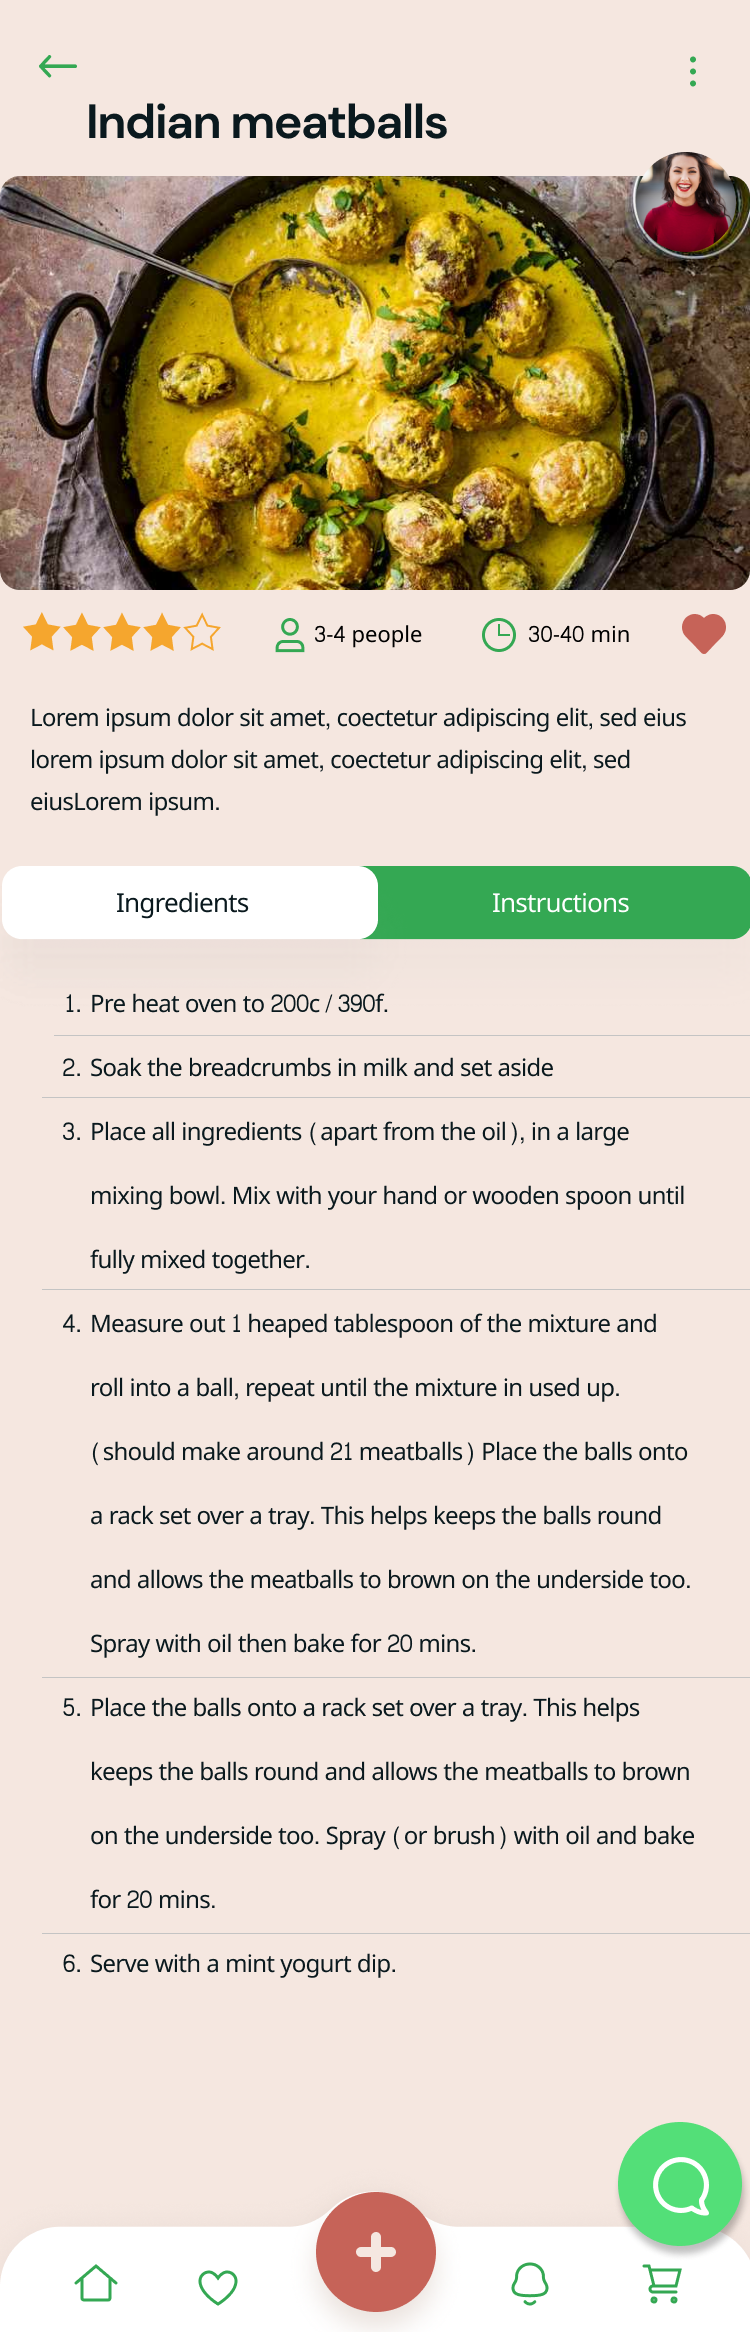 Indian meatballs
3-4 people
30-40 min
Lorem ipsum dolor sit amet, coectetur adipiscing elit, sed eius
lorem ipsum dolor sit amet, coectetur adipiscing elit, sed
eiusLorem ipsum.
Ingredients
Instructions
1. Pre heat oven to 200c / 390f.
2. Soak the breadcrumbs in milk and set aside
3. Place all ingredients (apart from the oil), in a large
mixing bowl. Mix with your hand or wooden spoon until
fully mixed together.
4. Measure out 1 heaped tablespoon of the mixture and
roll into a ball, repeat until the mixture in used up.
(should make around 21 meatballs) Place the balls onto
a rack set over a tray. This helps keeps the balls round
and allows the meatballs to brown on the underside too.
Spray with oil then bake for 20 mins.
5. Place the balls onto a rack set over a tray. This helps
keeps the balls round and allows the meatballs to brown
on the underside too. Spray (or brush) with oil and bake
for 20 mins.
6. Serve with a mint yogurt dip.